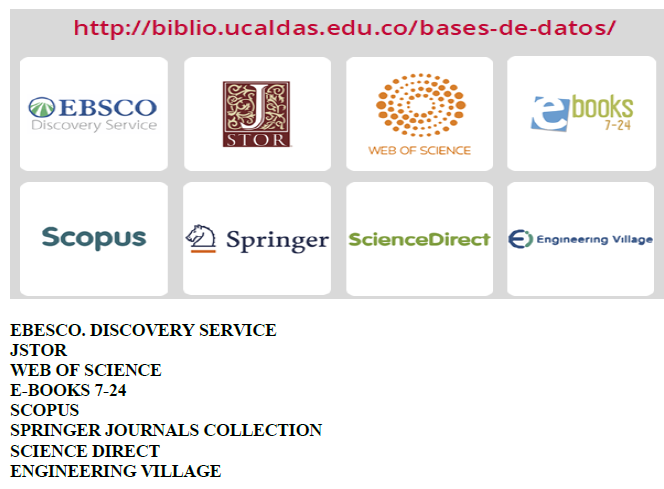 http://biblio.ucaldas.edu.co/bases-de-datos/
EBSCO
Discovery Service
J
STOR
WEB OF SCIENCE
ebooks
7-24
Scopus
Springer
ScienceDirect
Engineering Village
EBESCO. DISCOVERY SERVICE
JSTOR
WEB OF SCIENCE
E-BOOKS 7-24
SCOPUS
SPRINGER JOURNALS COLLECTION
SCIENCE DIRECT
ENGINEERING VILLAGE